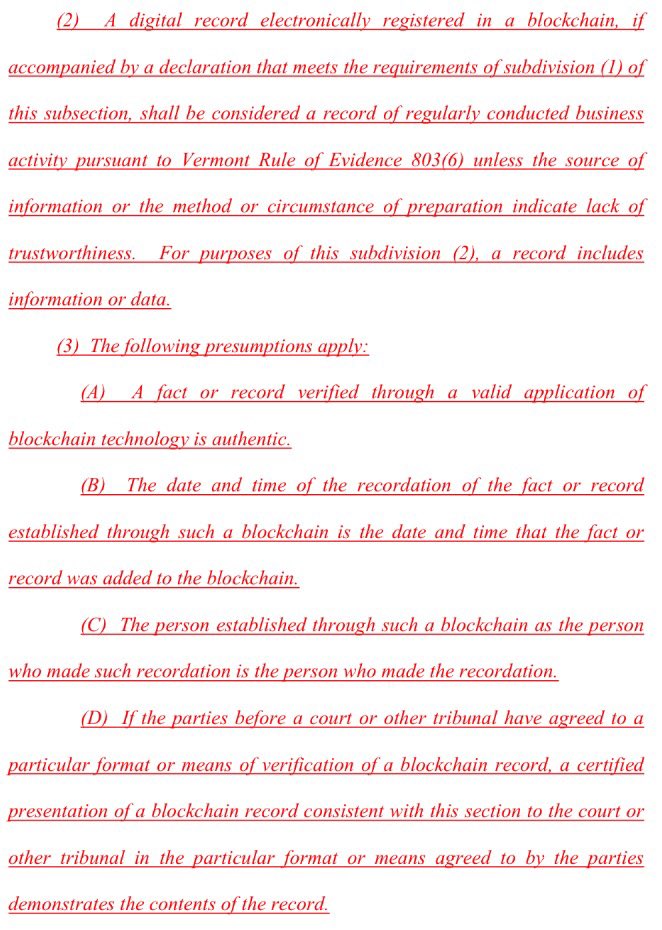 (2) A digital record electronically registered in a blockchain, if
accompanied by a declaration that meets the requirements of subdivision (1) of
this subsection, shall be considered a record of regularly conducted business
activity pursuant to Vermont Rule of Evidence 803(6) unless the source of
information or the method or circumstance of preparation indicate lack of
trustworthiness. For purposes of this subdivision (2), a record includes
information or data.
(3) The following presumptions apply:
(A) A fact or record verified through a valid application of
blockchain technology is authentic.
(B) The date and time of the recordation of the fact or record
established through such a blockchain is the date and time that the fact or
record was added to the blockchain.
(C) The person established through such a blockchain as the person
who made such recordation is the person who made the recordation.
(D) If the parties before a court or other tribunal have agreed to a
particular format or means of verification of a blockchain record, a certified
presentation of a blockchain record consistent with this section to the court or
other tribunal in the particular format or means agreed to by the parties
demonstrates the contents of the record.